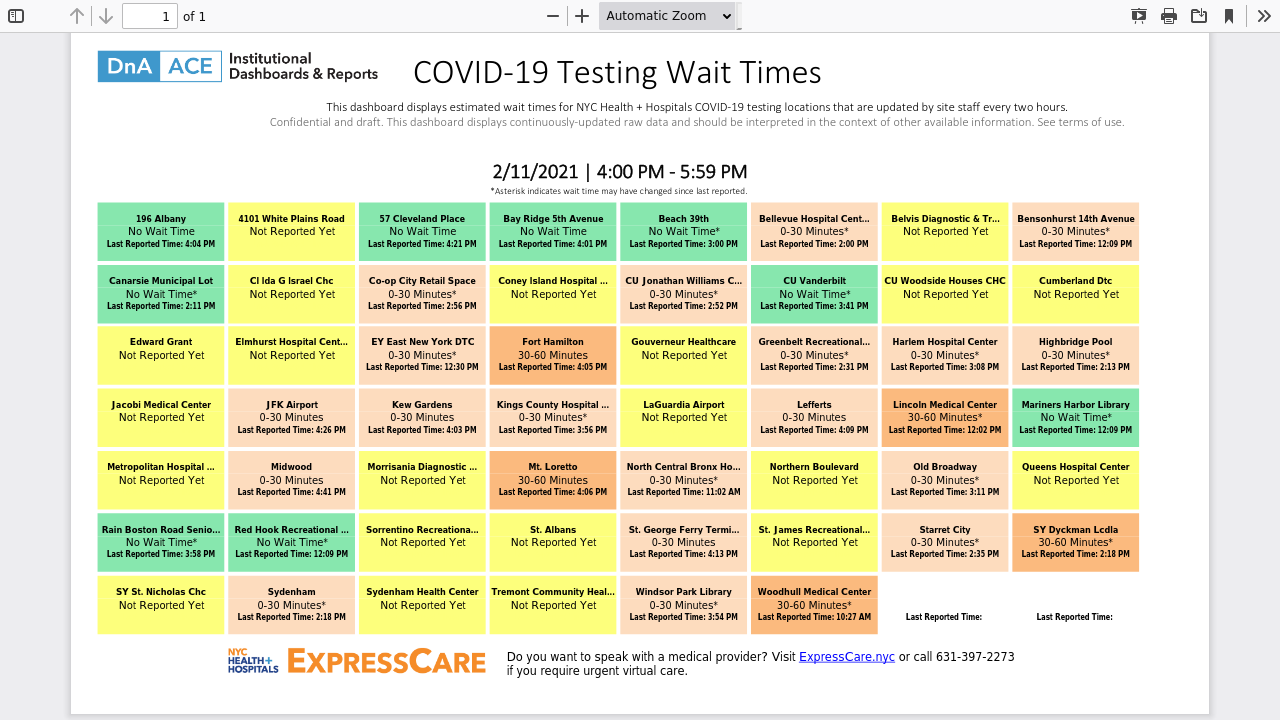 1 of 1 Automatic Zoom
DnA ACE Institutional Dashboards & Reports
COVID-19 Testing Wait Times
This dashboard displays estimated wait times for NYC Health + Hospitals COVID-19 testing locations that are updated by site staff every two hours.
Confidential and draft. This dashboard displays continuously-updated raw data and should be interpreted in the context of other available information. See terms of use.
2/11/2021 | 4:00 PM - 5:59 PM
*Asterisk indicates wait time may have changed since last reported.
196 Albany
No Wait Time
Last Reported Time: 4:04 PM
4101 White Plains Road
Not Reported Yet
57 Cleveland Place
No Wait Time
Last Reported Time: 4:21 PM
Bay Ridge 5th Avenue
No Wait Time
Last Reported Time: 4:01 PM
Beach 39th
No Wait Time*
Last Reported Time: 3:00 PM
Bellevue Hospital Cent...
0-30 Minutes*
Last Reported Time: 2:00 PM
Belvis Diagnostic & Tr...
Not Reported Yet
Bensonhurst 14th Avenue
0-30 Minutes*
Last Reported Time: 12:09 PM
Canarsie Municipal Lot
No Wait Time*
Last Reported Time: 2:11 PM
CI Ida G Israel Chc
Not Reported Yet
Co-op City Retail Space
0-30 Minutes*
Last Reported Time: 2:56 PM
Coney Island Hospital ...
Not Reported Yet
CU Jonathan Williams C...
0-30 Minutes*
Last Reported Time: 2:52 PM
CU Vanderbilt
No Wait Time*
Last Reported Time: 3:41 PM
CU Woodside Houses CHC
Not Reported Yet
Cumberland Dtc
Not Reported Yet
Edward Grant
Not Reported Yet
Elmhurst Hospital Cent...
Not Reported Yet
EY East New York DTC
0-30 Minutes*
Last Reported Time: 12:30 PM
Fort Hamilton
30-60 Minutes
Last Reported Time: 4:05 PM
Gouverneur Healthcare
Not Reported Yet
Greenbelt Recreational...
0-30 Minutes*
Last Reported Time: 2:31 PM
Harlem Hospital Center
0-30 Minutes*
Last Reported Time: 3:08 PM
Highbridge Pool
0-30 Minutes*
Last Reported Time: 2:13 PM
Jacobi Medical Center
Not Reported Yet
JFK Airport
0-30 Minutes
Last Reported Time: 4:26 PM
Kew Gardens
0-30 Minutes
Last Reported Time: 4:03 PM
Kings County Hospital ...
0-30 Minutes*
Last Reported Time: 3:56 PM
LaGuardia Airport
Not Reported Yet
Lefferts
0-30 Minutes
Last Reported Time: 4:09 PM
Lincoln Medical Center
30-60 Minutes*
Last Reported Time: 12:02 PM
Mariners Harbor Library
No Wait Time*
Last Reported Time: 12:09 PM
Metropolitan Hospital ...
Not Reported Yet
Midwood
0-30 Minutes
Last Reported Time: 4:41 PM
Morrisania Diagnostic ...
Not Reported Yet
Mt. Loretto
30-60 Minutes
Last Reported Time: 4:06 PM
North Central Bronx Ho...
0-30 Minutes*
Last Reported Time: 11:02 AM
Northern Boulevard
Not Reported Yet
Old Broadway
0-30 Minutes*
Last Reported Time: 3:11 PM
Queens Hospital Center
Not Reported Yet
Rain Boston Road Senio...
No Wait Time*
Last Reported Time: 3:58 PM
Red Hook Recreational ...
No Wait Time*
Last Reported Time: 12:09 PM
Sorrentino Recreationa...
Not Reported Yet
St. Albans
Not Reported Yet
St. George Ferry Termi...
0-30 Minutes
Last Reported Time: 4:13 PM
St. James Recreational...
Not Reported Yet
Starret City
0-30 Minutes*
Last Reported Time: 2:35 PM
SY Dyckman Lcdla
30-60 Minutes*
Last Reported Time: 2:18 PM
SY St. Nicholas Chc
Not Reported Yet
Sydenham
0-30 Minutes*
Last Reported Time: 2:18 PM
Sydenham Health Center
Not Reported Yet
Tremont Community Heal...
Not Reported Yet
Windsor Park Library
0-30 Minutes*
Last Reported Time: 3:54 PM
Woodhull Medical Center
30-60 Minutes*
Last Reported Time: 10:27 AM
Last Reported Time:
Last Reported Time:
NYC HEALTH+ HOSPITALS
EXPRESSCARE
Do you want to speak with a medical provider? Visit ExpressCare.nyc or call 631-397-2273
if you require urgent virtual care.